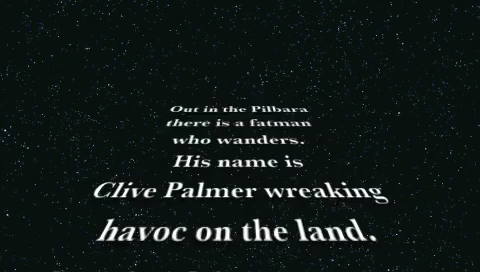 Out in the Pilbara
there is a fatman
who wanders.
His name is
Clive Palmer wreaking
havoc on the land.